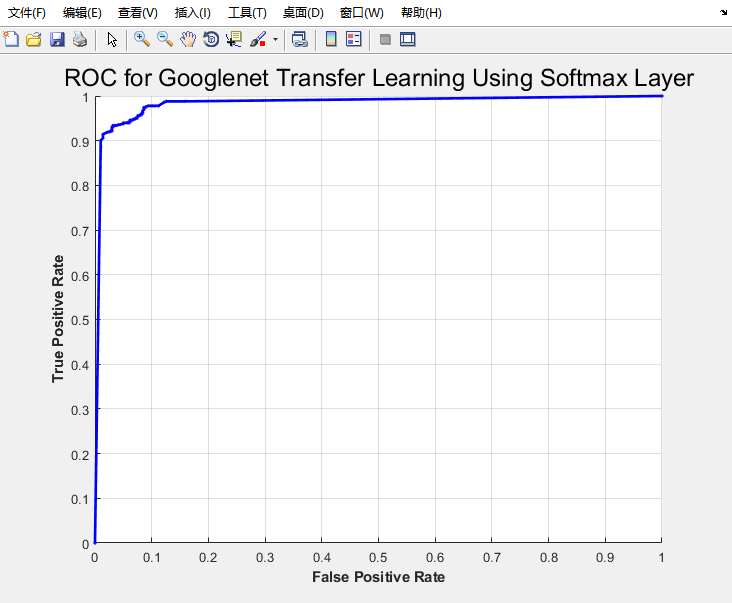 文件(F) 编辑(E) 查看(V) 插入(I) 工具(T) 桌面(D) 窗口(W) 帮助(H)
ROC for Googlenet Transfer Learning Using Softmax Layer
1
0.9
0.8
0.7
0.6
0.5
0.4
0.3
0.2
0.1
0
True Positive Rate
0 0.1 0.2 0.3 0.4 0.5 0.6 0.7 0.8 0.9 1
False Positive Rate